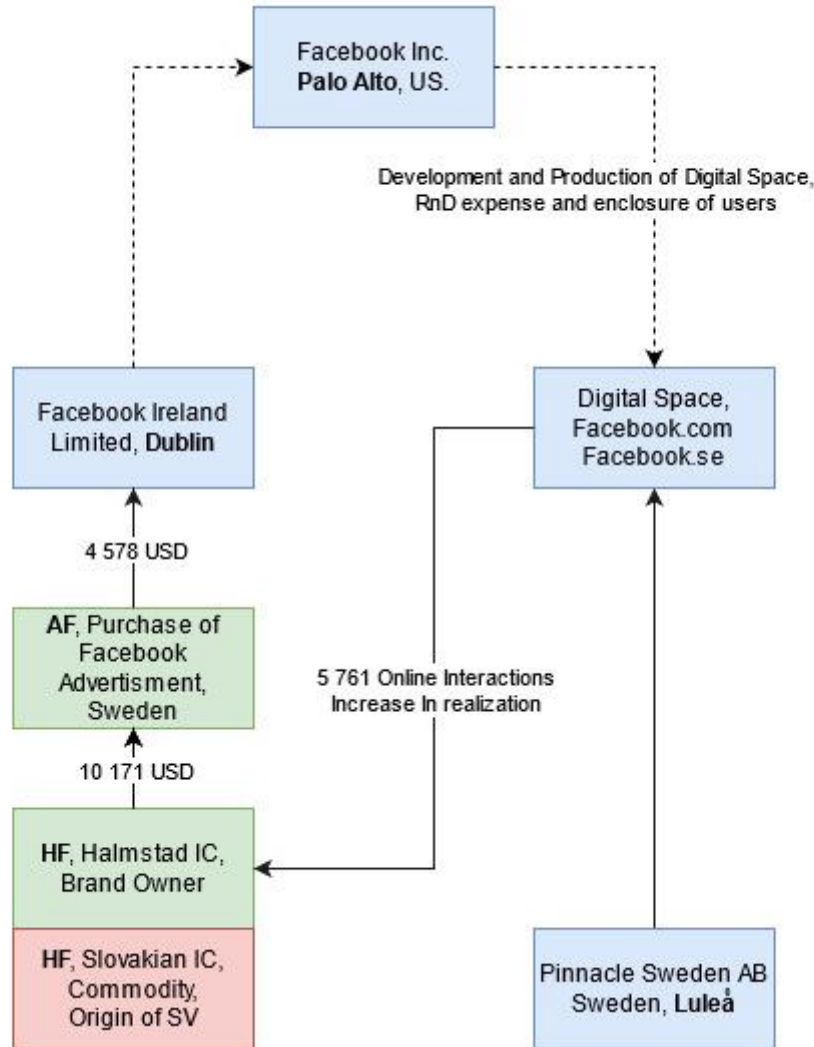 Facebook Inc.
Palo Alto, US.
Development and Production of Digital Space,
RnD expense and enclosure of users
Facebook Ireland
Limited, Dublin
Digital Space,
Facebook.com
Facebook.se
4 578 USD
AF, Purchase of
Facebook
Advertisment,
Sweden
5 761 Online Interactions
Increase In realization
10 171 USD
HF, Halmstad IC,
Brand Owner
HF, Slovakian IC,
Commodity,
Origin of SV
Pinnacle Sweden AB
Sweden, Luleå